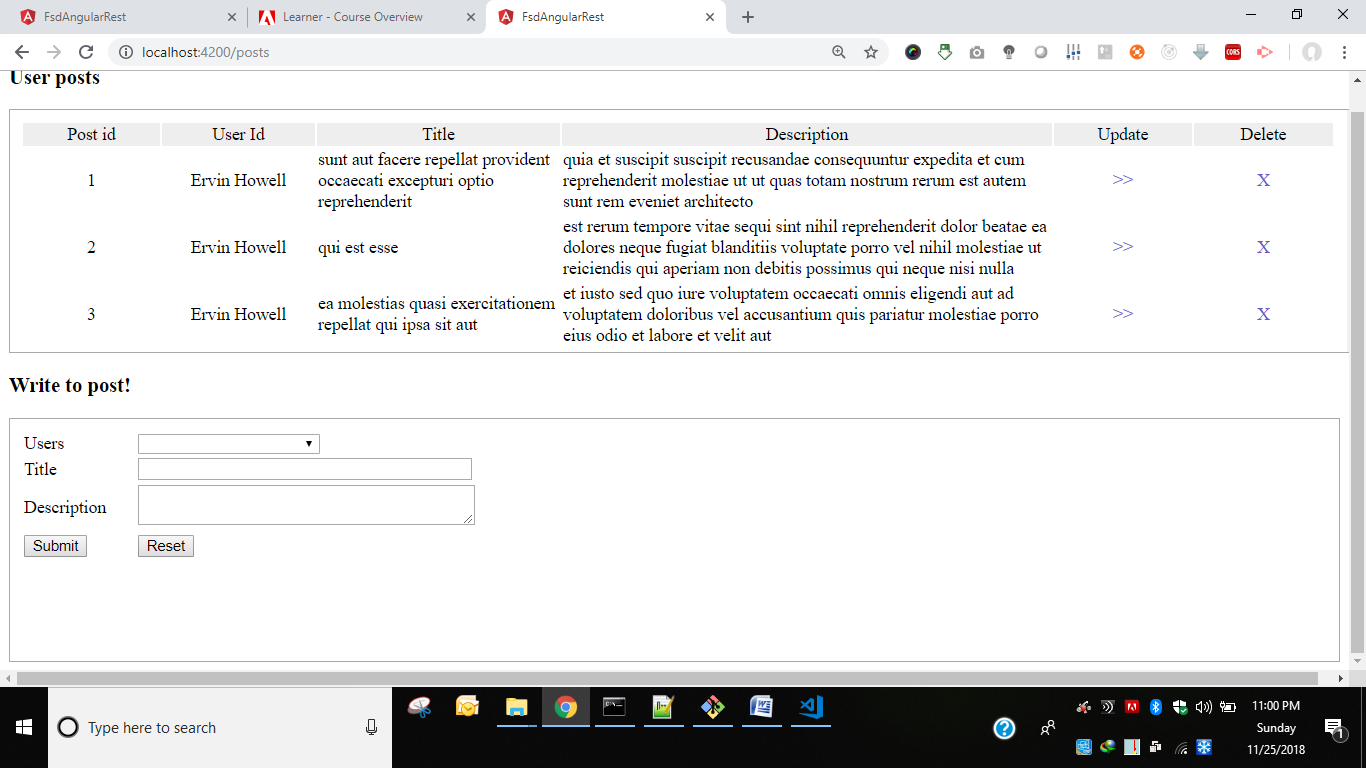 FsdAngularRest
Learner - Course Overview
FsdAngularRest
localhost:4200/posts
CORS
User posts
Post id User Id Title Description Update Delete
1 Ervin Howell sunt aut facere repellat provident occaecati excepturi optio reprehenderit quia et suscipit suscipit recusandae consequuntur expedita et cum reprehenderit molestiae ut ut quas totam nostrum rerum est autem sunt rem eveniet architecto >> X
2 Ervin Howell qui est esse est rerum tempore vitae sequi sint nihil reprehenderit dolor beatae ea dolores neque fugiat blanditiis voluptate porro vel nihil molestiae ut reiciendis qui aperiam non debitis possimus qui neque nisi nulla >> X
3 Ervin Howell ea molestias quasi exercitationem repellat qui ipsa sit aut et iusto sed quo iure voluptatem occaecati omnis eligendi aut ad voluptatem doloribus vel accusantium quis pariatur molestiae porro eius odio et labore et velit aut >> X
Write to post!
Users
Title
Description
Submit Reset
Type here to search
11:00 PM
Sunday
11/25/2018
1